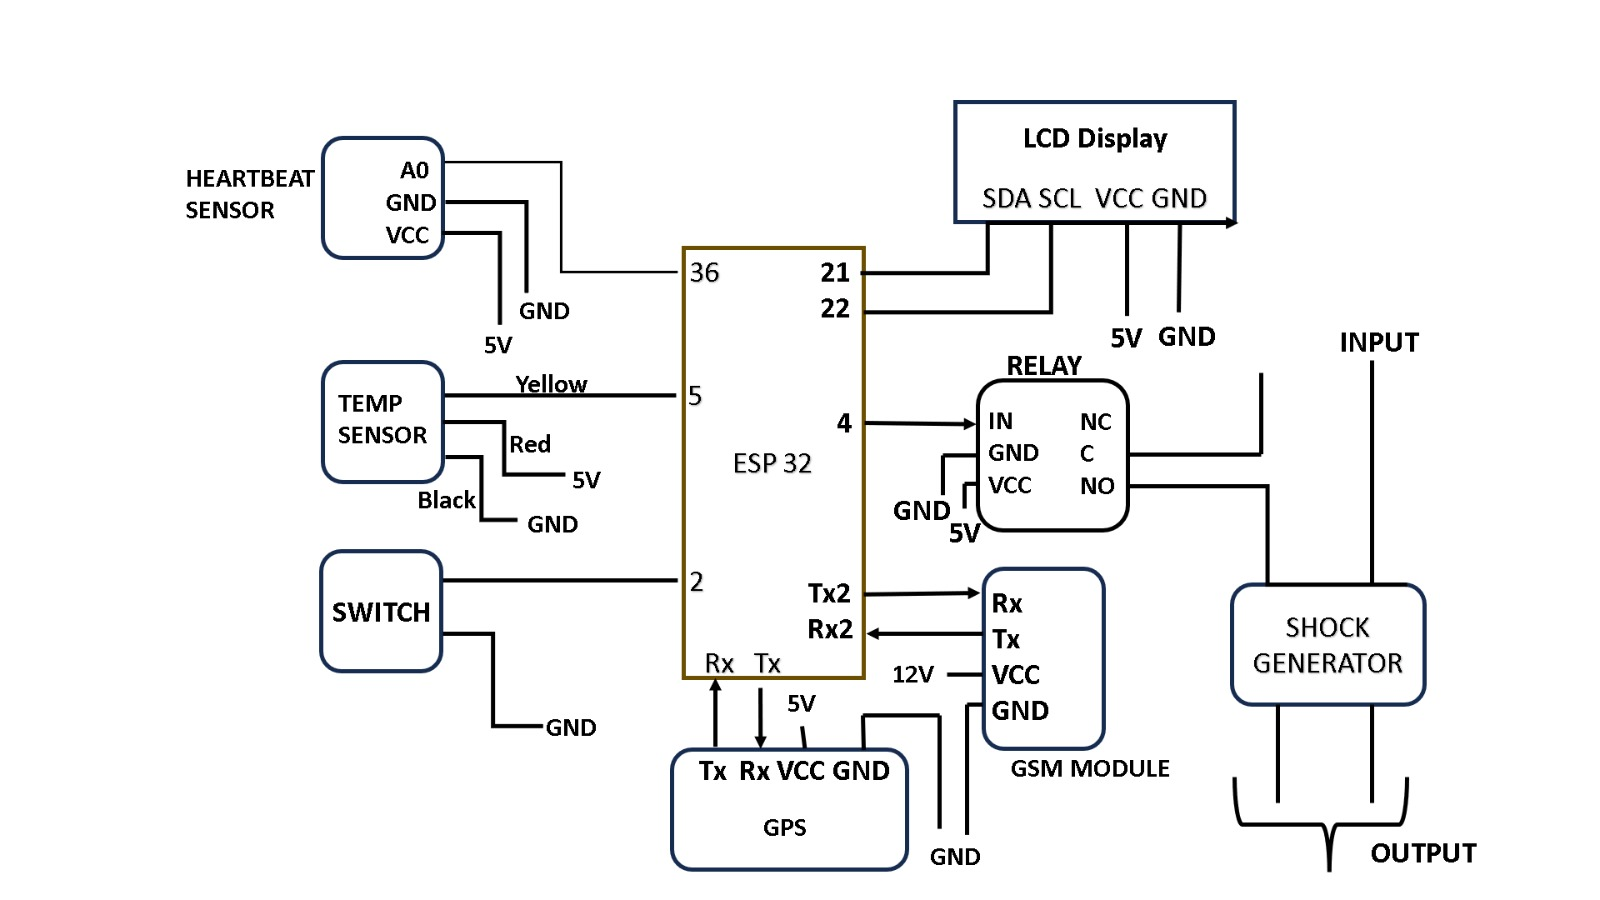 HEARTBEAT
SENSOR
A0
GND
VCC
GND
5V
TEMP
SENSOR
Yellow
Red
5V
Black
GND
SWITCH
GND
ESP 32
36
5
2
21
22
4
Tx2
Rx2
Rx Tx
LCD Display
SDA SCL VCC GND
5V GND
RELAY
IN NC
GND C
VCC NO
GND
5V
INPUT
Rx
Tx
12V VCC
GND
GSM MODULE
5V
Tx Rx VCC GND
GPS
GND
SHOCK
GENERATOR
OUTPUT